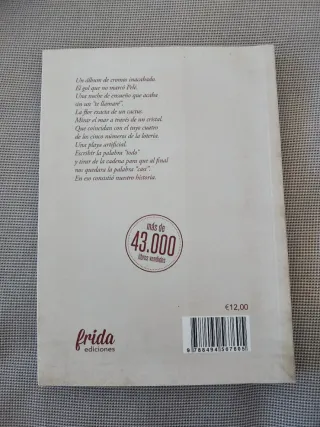 Un álbum de cromos inacabado.
El gol que no marcó Pelé.
Una noche de ensueño que acaba
sin un "te llamaré".
La flor exacta de un cactus.
Mirar el mar a través de un cristal.
Que coincidan con el tuyo cuatro
de los cinco números de la lotería.
Una playa artificial.
Escribir la palabra "todo"
y tirar de la cadena para que al final
nos quedara la palabra "casi".
En eso consistió nuestra historia.
más de
43.000
libros vendidos
€12,00
frida
ediciones